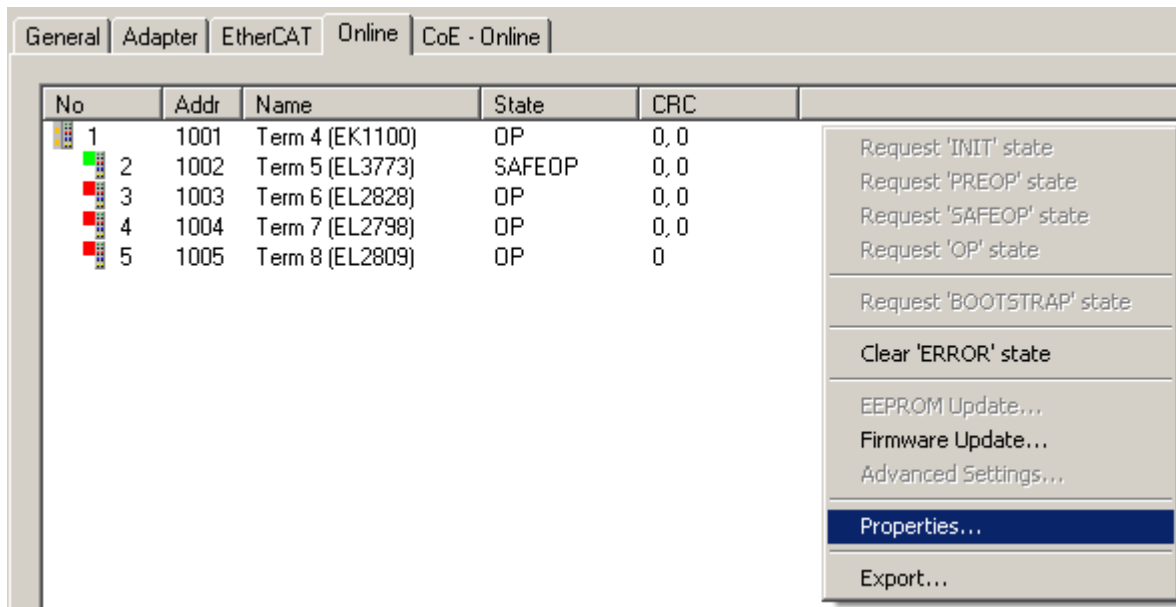 General Adapter EtherCAT Online CoE - Online
No Addr Name State CRC
1 1001 Term 4 (EK1100) OP 0, 0
2 1002 Term 5 (EL3773) SAFEOP 0, 0
3 1003 Term 6 (EL2828) OP 0, 0
4 1004 Term 7 (EL2798) OP 0, 0
5 1005 Term 8 (EL2809) OP 0
Request 'INIT' state
Request 'PREOP' state
Request 'SAFEOP' state
Request 'OP' state
Request 'BOOTSTRAP' state
Clear 'ERROR' state
EEPROM Update...
Firmware Update...
Advanced Settings...
Properties...
Export...